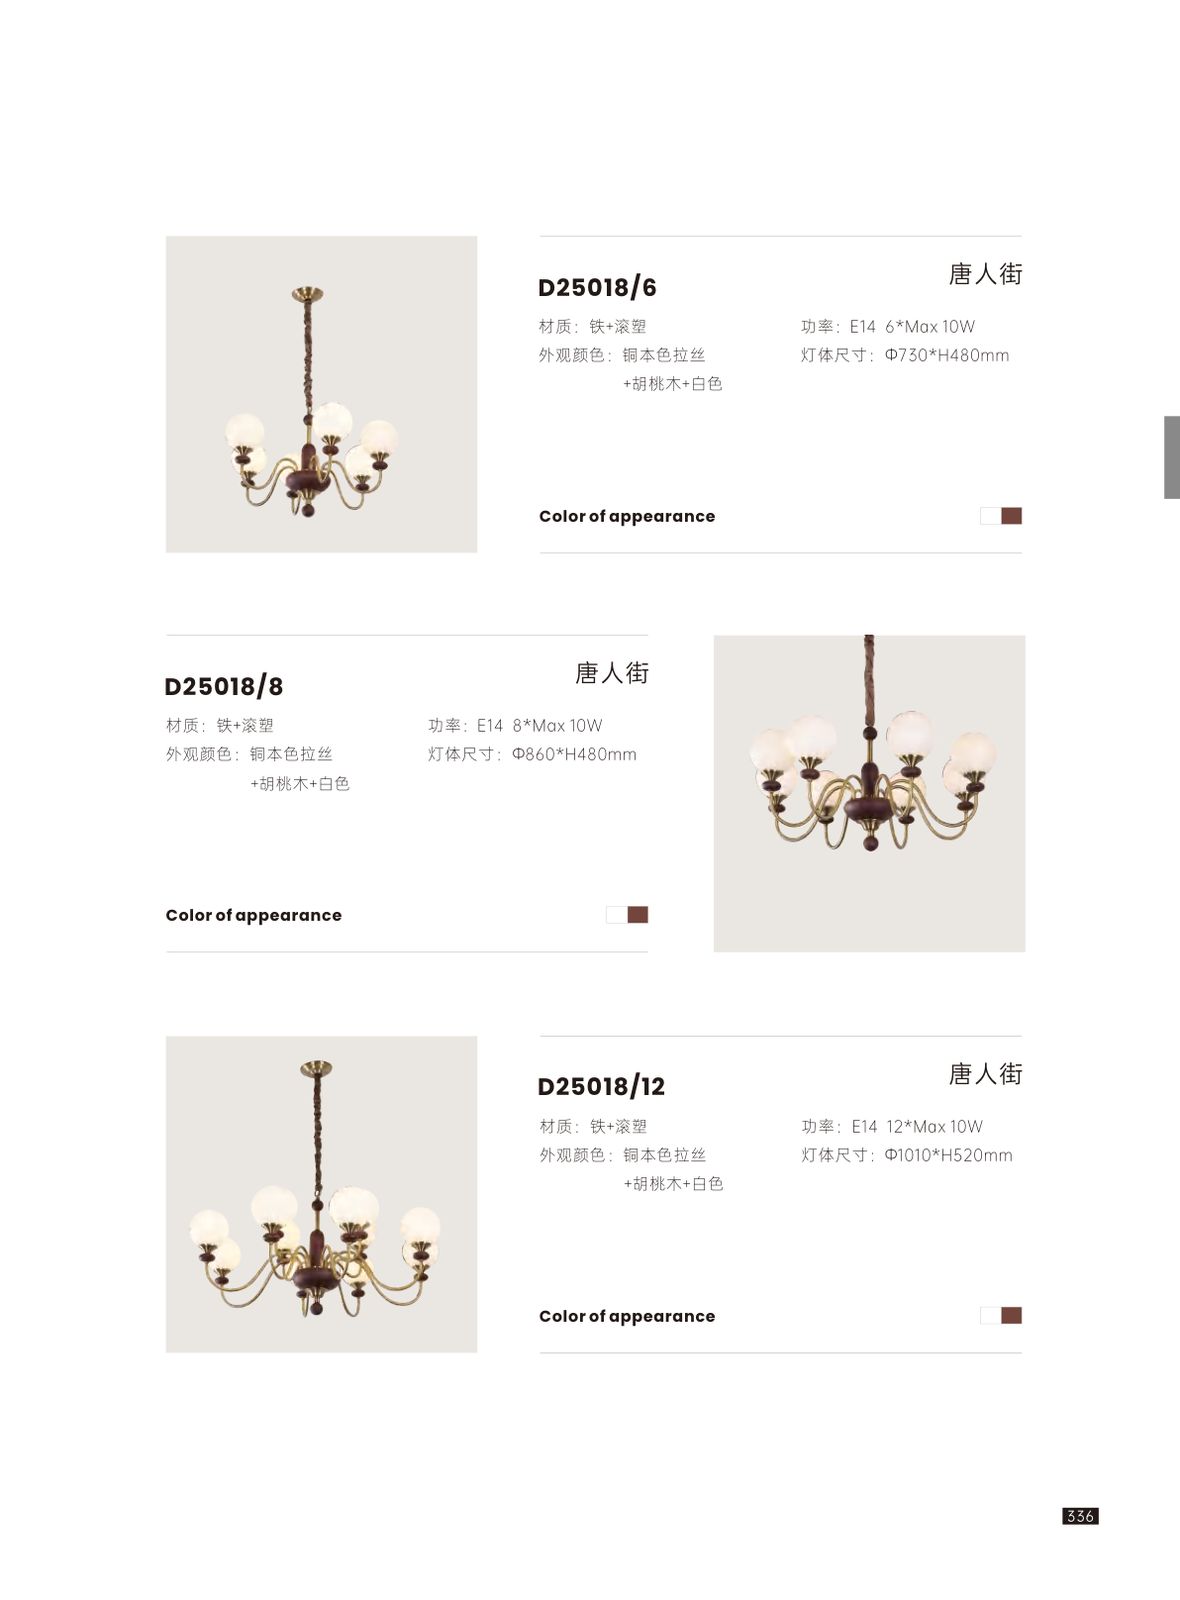 唐人街
D25018/6
材质：铁+滚塑
功率：E14 6*Max 10W
外观颜色：铜本色拉丝
灯体尺寸：Φ730*H480mm
+胡桃木+白色
Color of appearance
唐人街
D25018/8
材质：铁+滚塑
功率：E14 8*Max 10W
外观颜色：铜本色拉丝
灯体尺寸：Φ860*H480mm
+胡桃木+白色
Color of appearance
唐人街
D25018/12
材质：铁+滚塑
功率：E14 12*Max 10W
外观颜色：铜本色拉丝
灯体尺寸：Φ1010*H520mm
+胡桃木+白色
Color of appearance
336